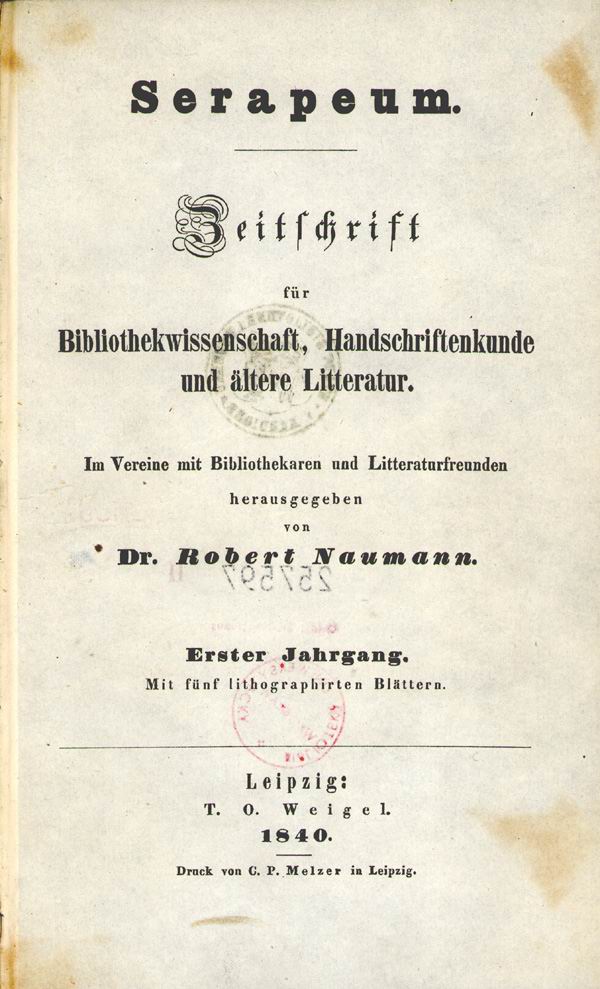 Serapeum.
Zeitschrift
für
Bibliothekwissenschaft, Handschriftenkunde
und ältere Litteratur.
Im Vereine mit Bibliothekaren und Litteraturfreunden
herausgegeben
von
Dr. Robert Naumann.
257597
Erster Jahrgang.
Mit fünf lithographirten Blättern.
Leipzig:
T. O. Weigel.
1840.
Druck von C. P. Melzer in Leipzig.